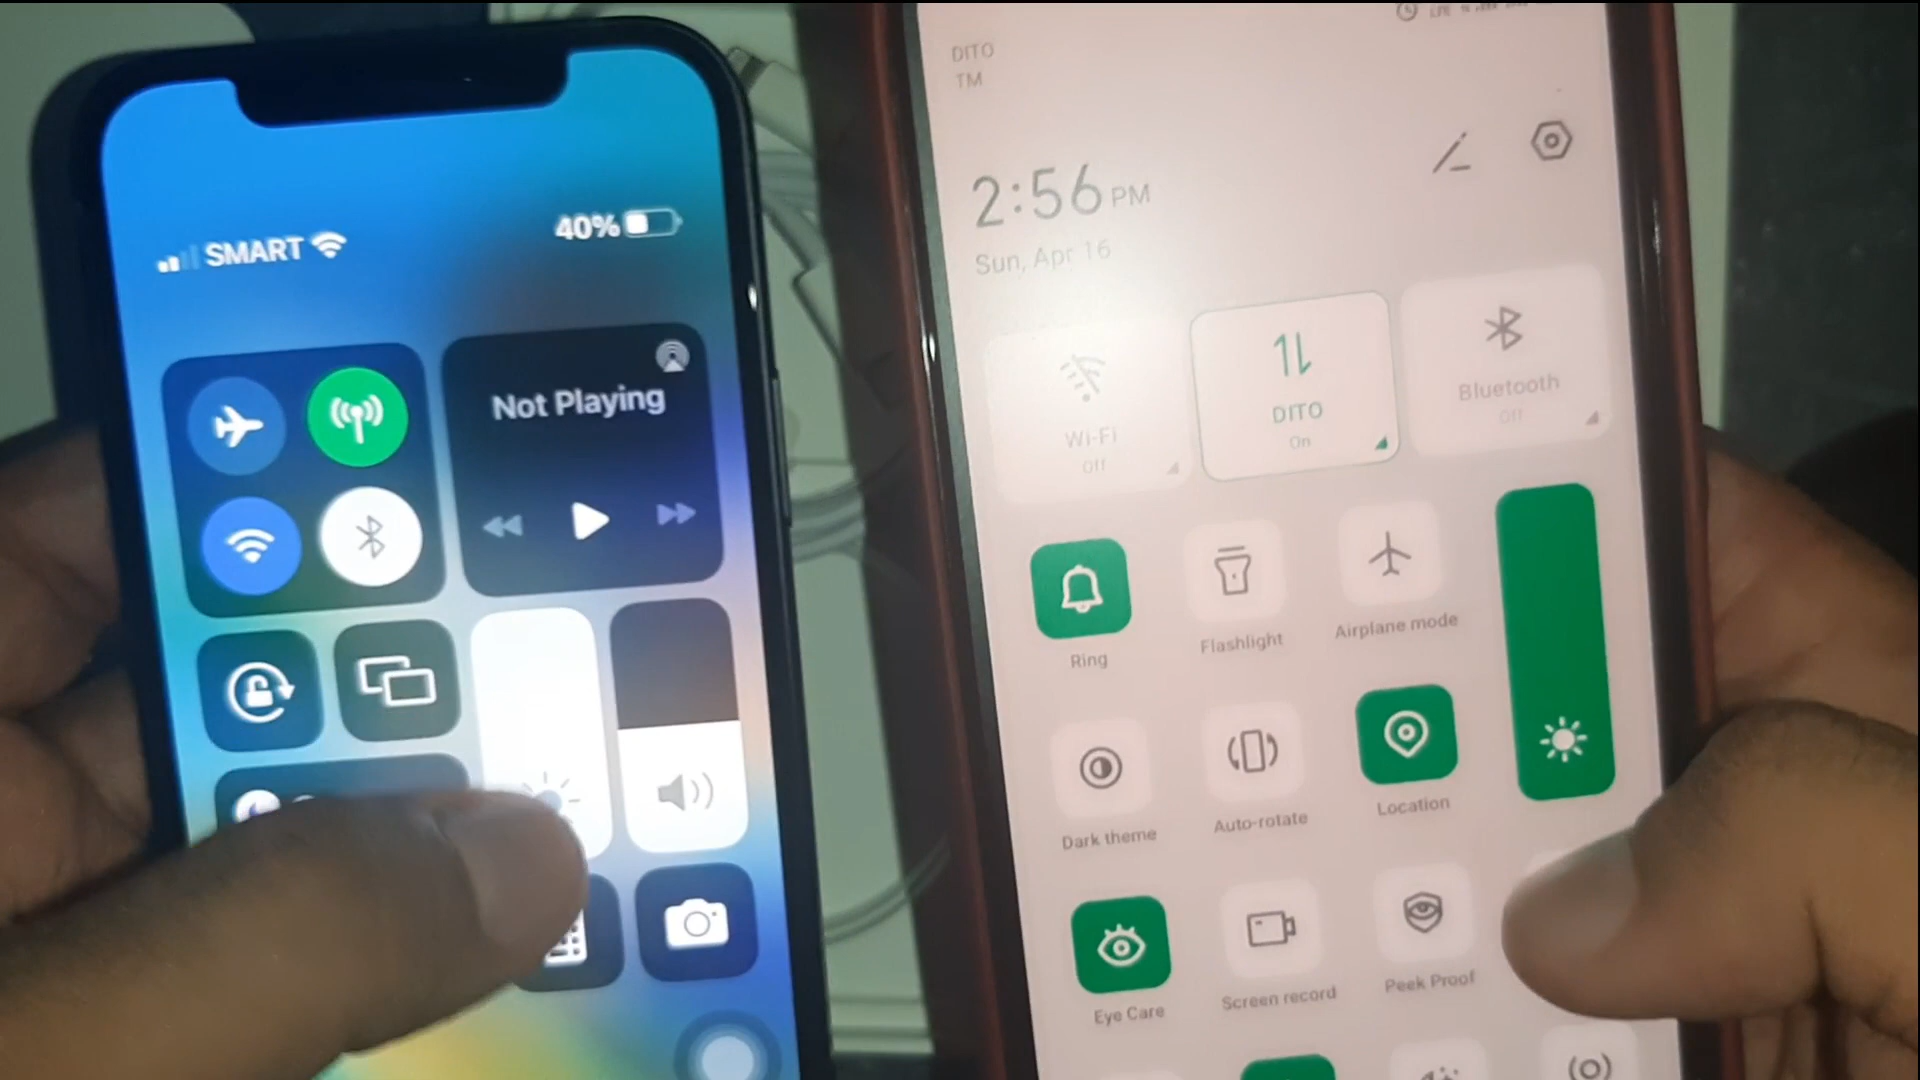 SMART
40%
Not Playing
DITO
TM
2:56 PM
Sun, Apr 16
Wi-Fi
Off
DITO
On
Bluetooth
Off
Ring
Flashlight
Airplane mode
Dark theme
Auto-rotate
Location
Eye Care
Screen record
Peek Proof